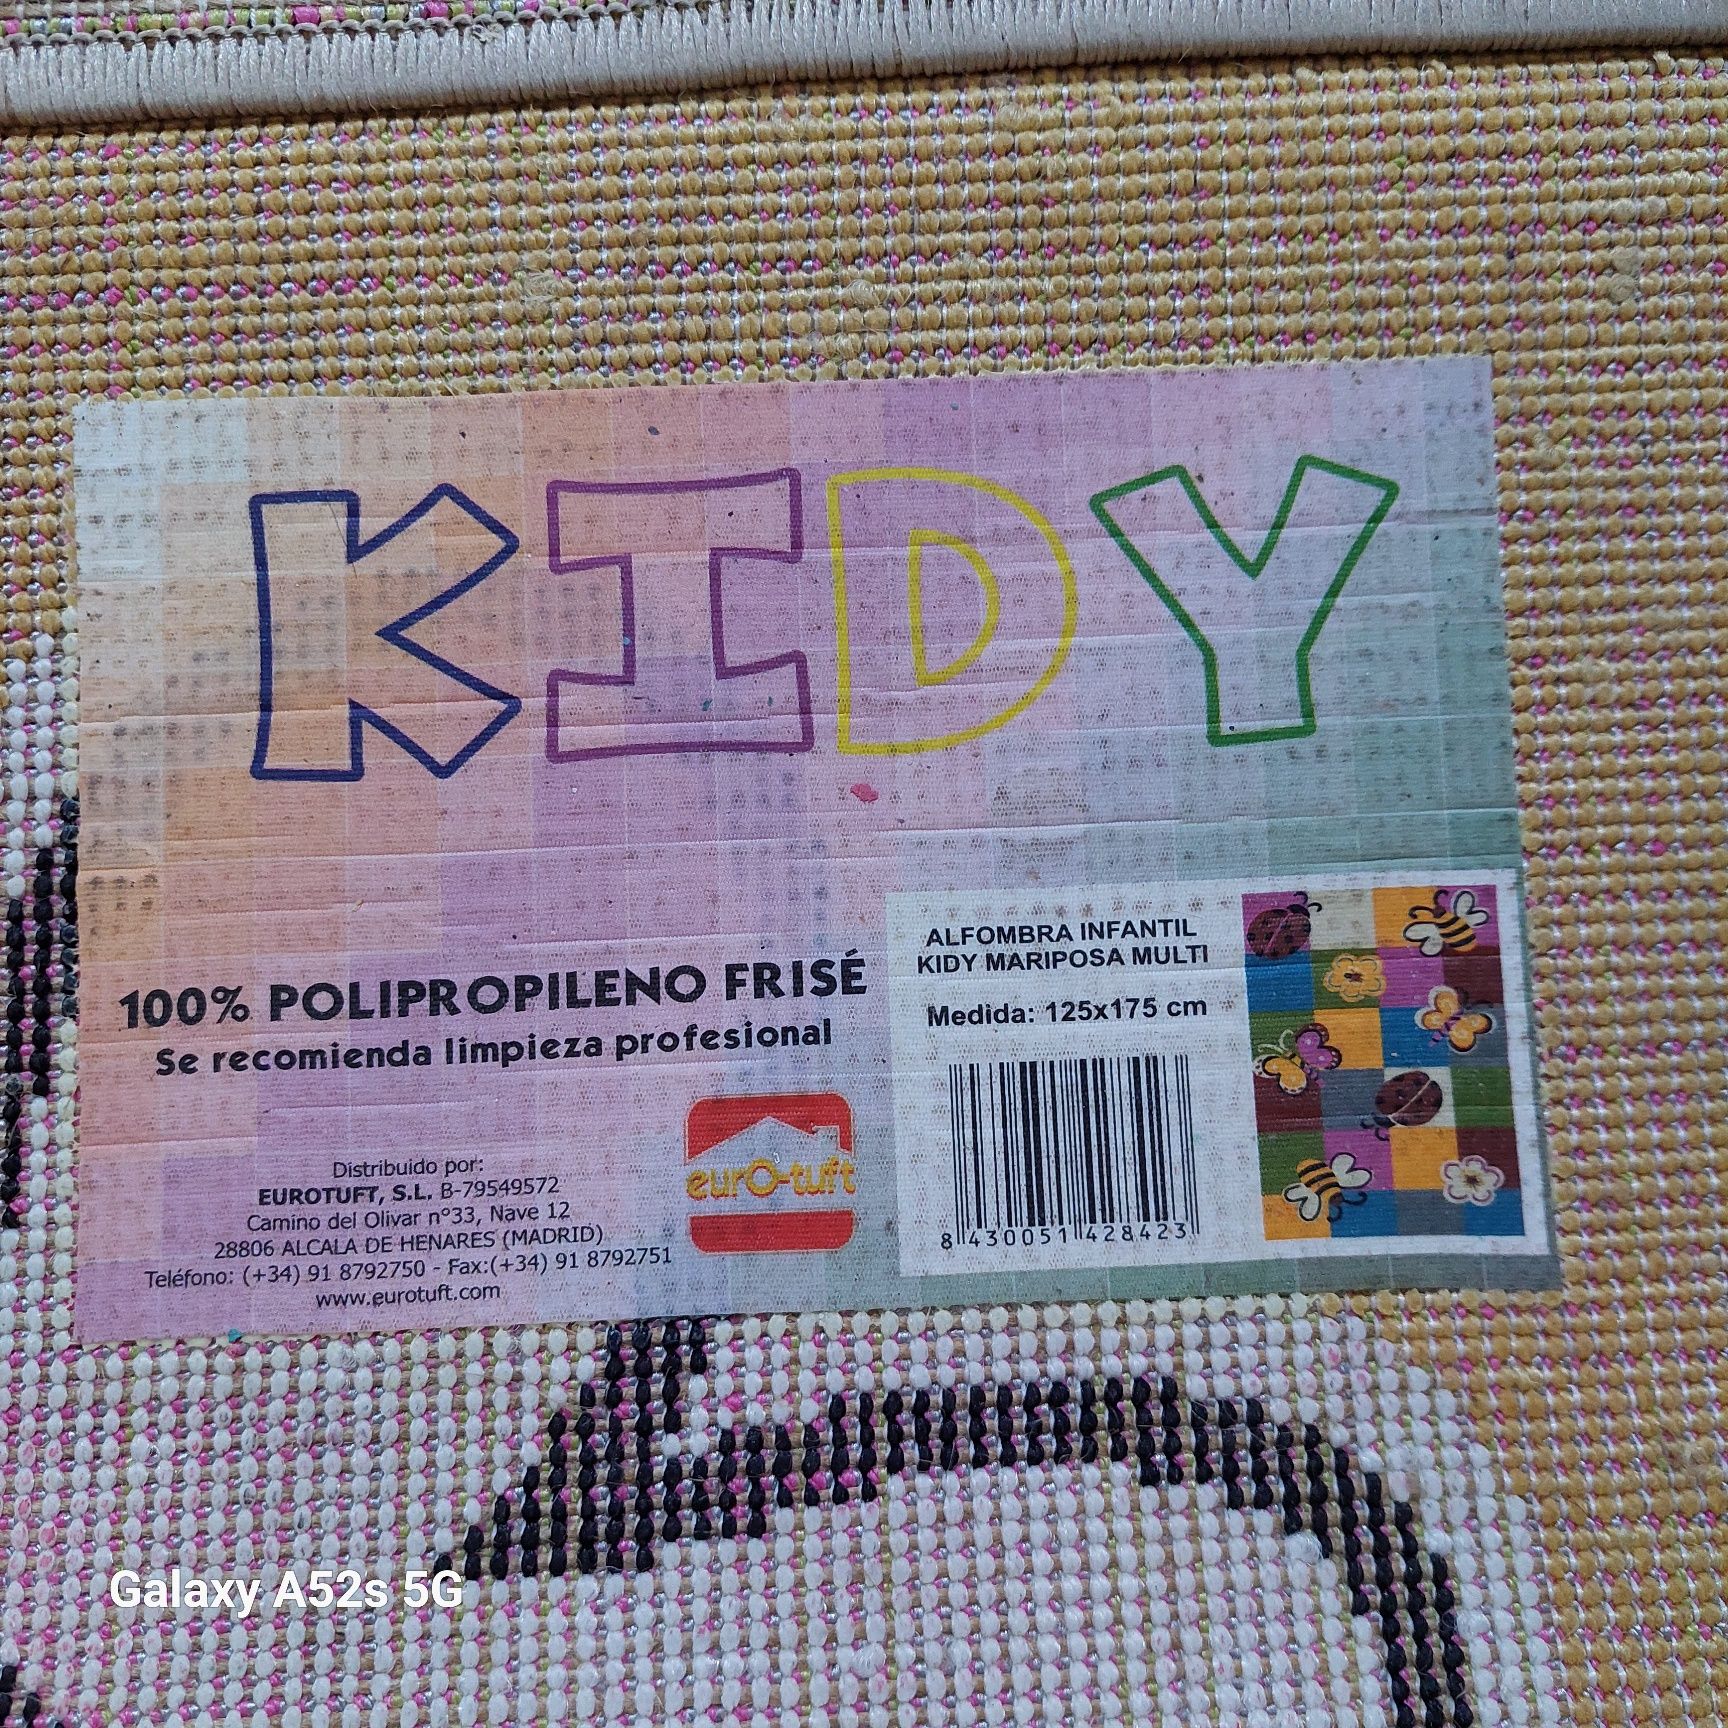 KIDY
100% POLIPROPILENO FRISÉ
Se recomienda limpieza profesional
Distribuido por:
EUROTUFT, S.L. B-79549572
Camino del Olivar nº33, Nave 12
28806 ALCALA DE HENARES (MADRID)
Teléfono: (+34) 91 8792750 - Fax:(+34) 91 8792751
www.eurotuft.com
eurO-tuft
ALFOMBRA INFANTIL
KIDY MARIPOSA MULTI
Medida: 125x175 cm
8 430051 428423
Galaxy A52s 5G